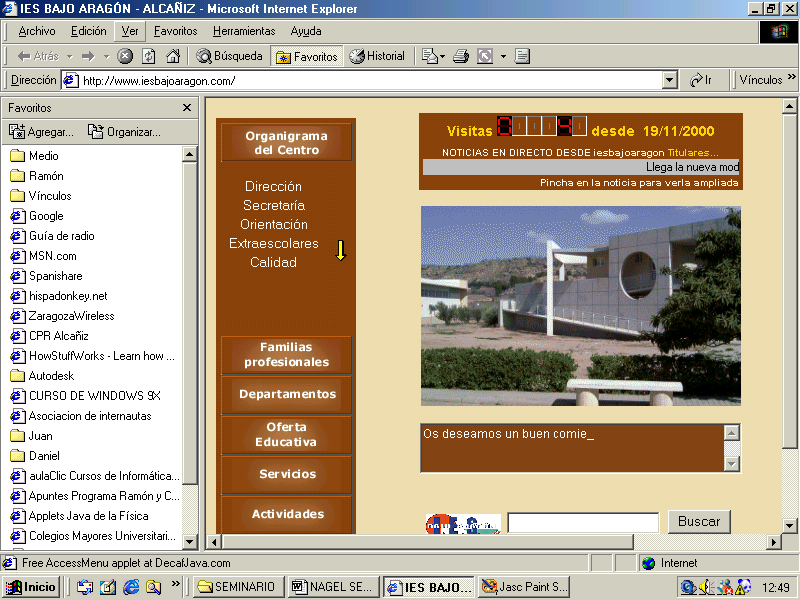 IES BAJO ARAGÓN - ALCAÑIZ - Microsoft Internet Explorer
Archivo Edición Ver Favoritos Herramientas Ayuda
Atrás Búsqueda Favoritos Historial
Dirección http://www.iesbajoaragon.com/ Ir Vínculos »
Favoritos
Agregar... Organizar...
Medio
Ramón
Vínculos
Google
Guía de radio
MSN.com
Spanishare
hispadonkey.net
ZaragozaWireless
CPR Alcañiz
HowStuffWorks - Learn how ...
Autodesk
CURSO DE WINDOWS 9X
Asociacion de internautas
Juan
Daniel
aulaClic Cursos de Informática...
Apuntes Programa Ramón y C...
Applets Java de la Física
Colegios Mayores Universitari...
Organigrama
del Centro
Dirección
Secretaría
Orientación
Extraescolares
Calidad
Familias
profesionales
Departamentos
Oferta
Educativa
Servicios
Actividades
Visitas desde 19/11/2000
NOTICIAS EN DIRECTO DESDE iesbajoaragon Titulares...
Llega la nueva mod
Pincha en la noticia para verla ampliada
Os deseamos un buen comie_
Buscar
Free AccessMenu applet at DecafJava.com
Internet
Inicio » SEMINARIO NAGEL SE... IES BAJO... Jasc Paint S... 12:49